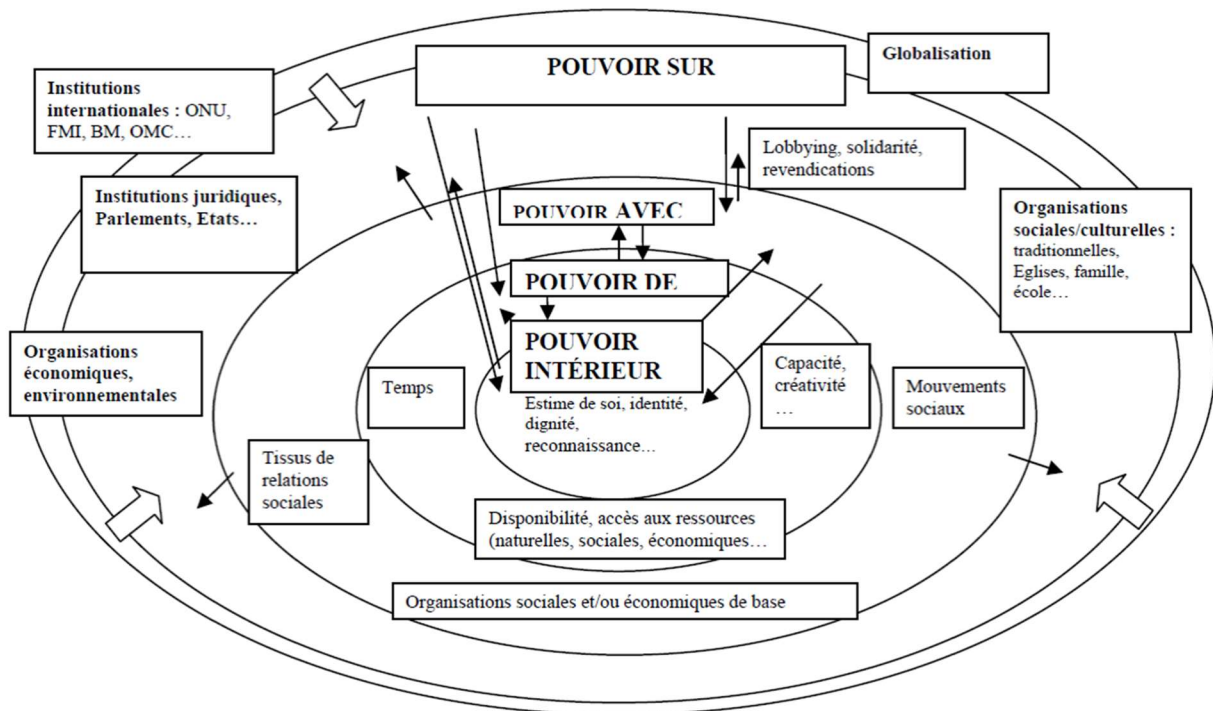 POUVOIR SUR
Globalisation
Institutions
internationales : ONU,
FMI, BM, OMC…
Lobbying, solidarité,
revendications
Institutions juridiques,
Parlements, Etats…
POUVOIR AVEC
Organisations
sociales/culturelles :
traditionnelles,
Eglises, famille,
école…
POUVOIR DE
POUVOIR
INTÉRIEUR
Organisations
économiques,
environnementales
Temps
Capacité,
créativité
…
Mouvements
sociaux
Estime de soi, identité,
dignité,
reconnaissance…
Tissus de
relations
sociales
Disponibilité, accès aux ressources
(naturelles, sociales, économiques…
Organisations sociales et/ou économiques de base